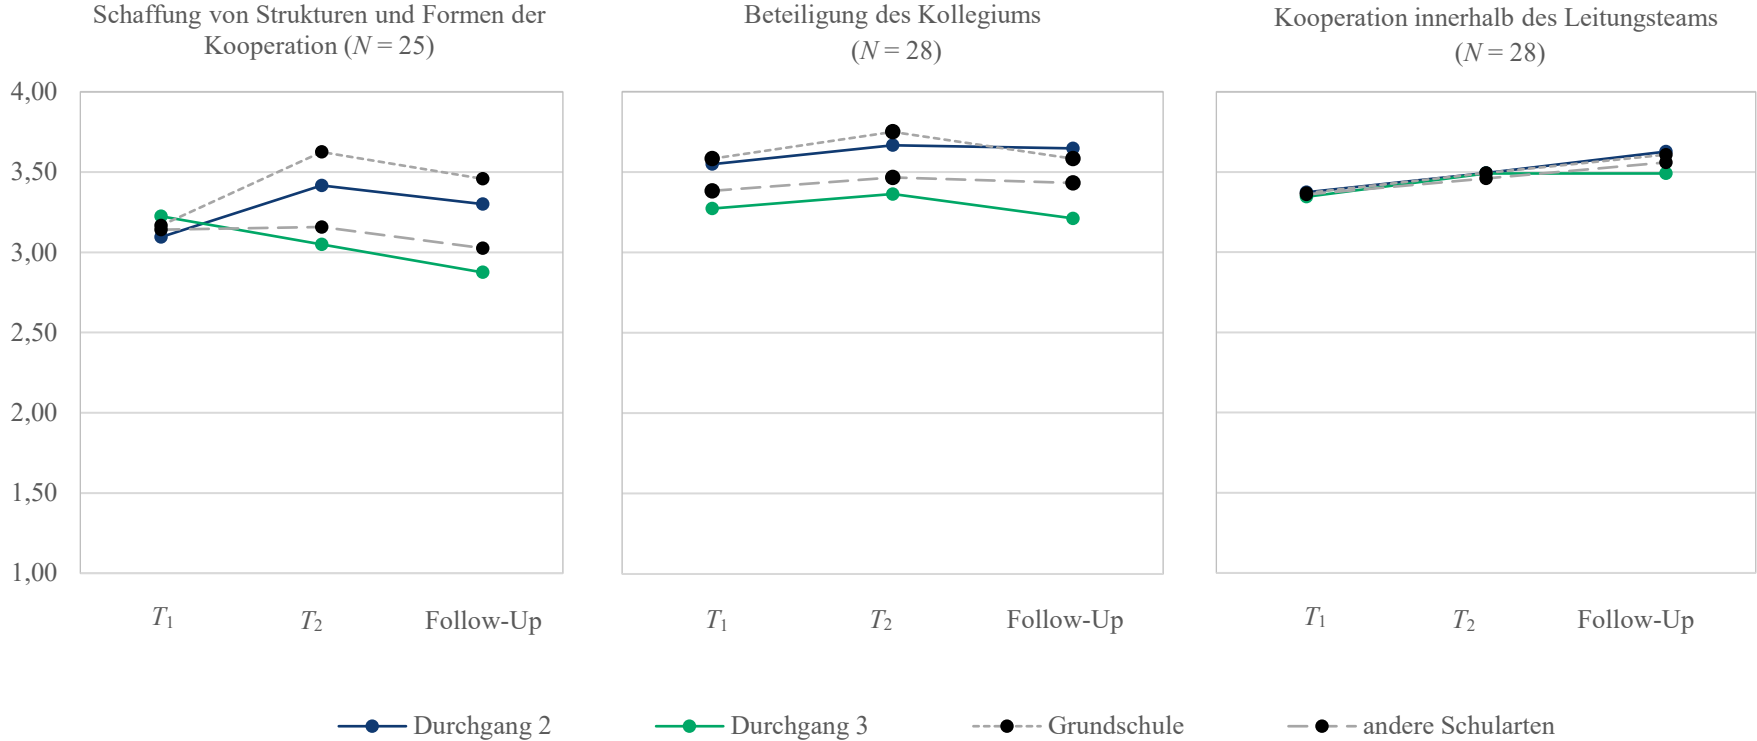 Schaffung von Strukturen und Formen der
Kooperation (N = 25)
Beteiligung des Kollegiums
(N = 28)
Kooperation innerhalb des Leitungsteams
(N = 28)
4,00
3,50
3,00
2,50
2,00
1,50
1,00
T1
T2
Follow-Up
T1
T2
Follow-Up
T1
T2
Follow-Up
Durchgang 2
Durchgang 3
Grundschule
andere Schularten